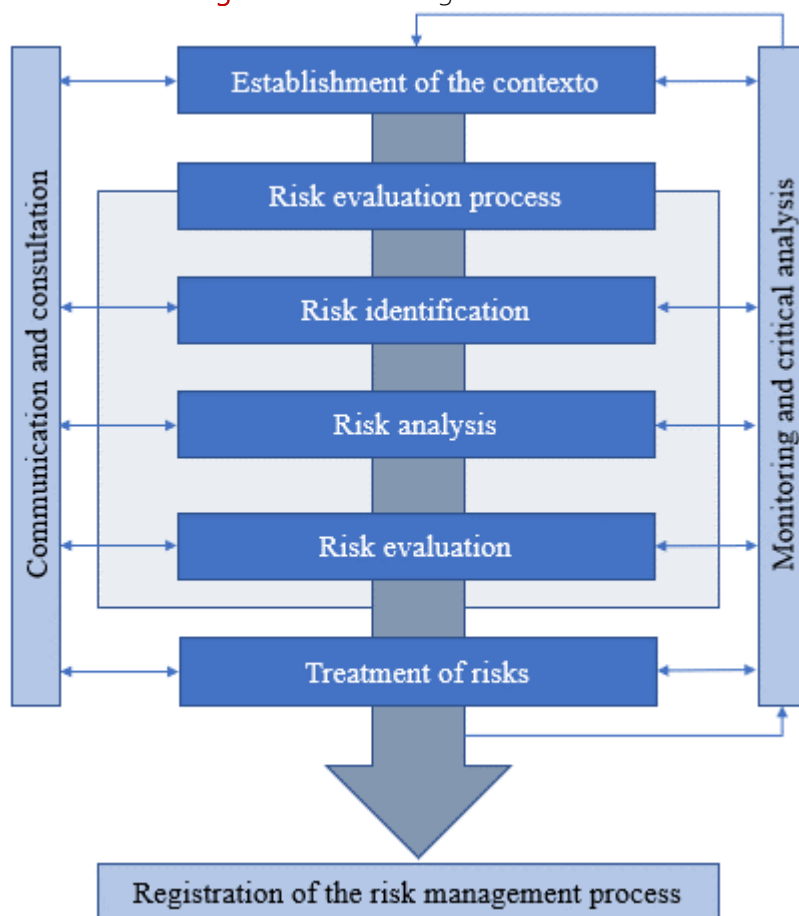 Establishment of the contexto
Risk evaluation process
Risk identification
Risk analysis
Risk evaluation
Treatment of risks
Communication and consultation
Monitoring and critical analysis
Registration of the risk management process